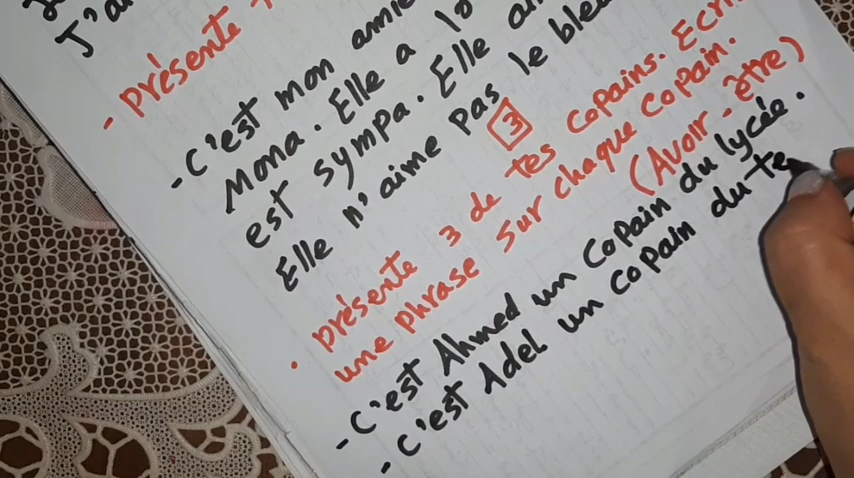 J'a
- Présente
- C'est mon amie
Mona. Elle a
est sympa. Elle
Elle n'aime Pas le bleu
3
• Présente 3 de tes copains. Ecri
une phrase sur chaque copain.
(Avoir - être)
- C'est Ahmed un copain du lycée.
- C'est Adel un copain du te